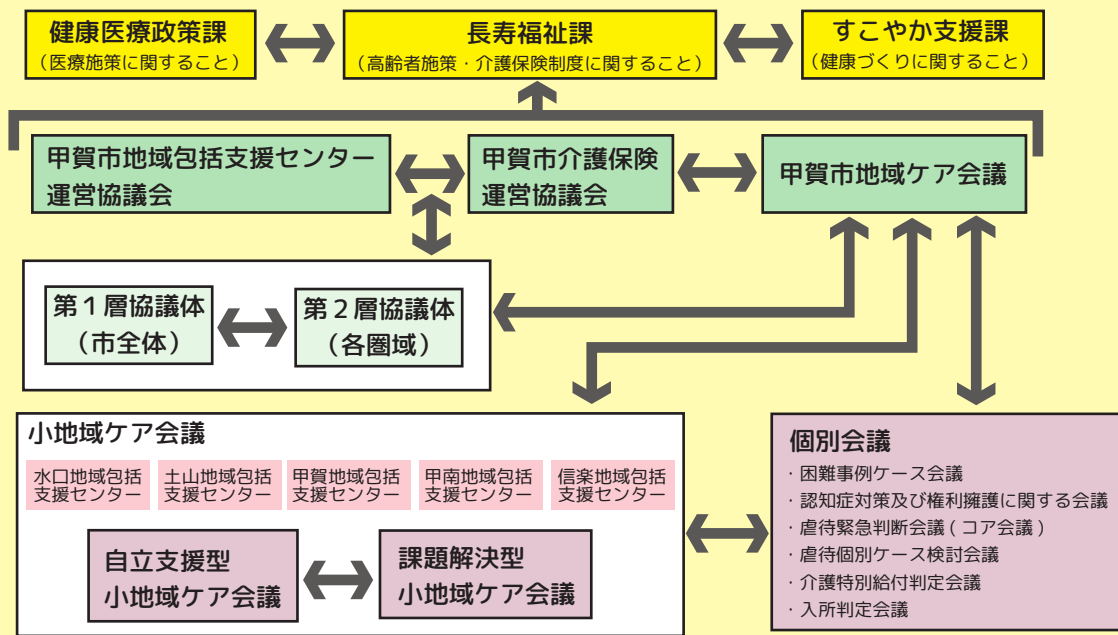 健康医療政策課
（医療施策に関すること）
長寿福祉課
（高齢者施策・介護保険制度に関すること）
すこやか支援課
（健康づくりに関すること）
甲賀市地域包括支援センター
運営協議会
甲賀市介護保険
運営協議会
甲賀市地域ケア会議
第１層協議体
（市全体）
第２層協議体
（各圏域）
小地域ケア会議
水口地域包括
支援センター
土山地域包括
支援センター
甲賀地域包括
支援センター
甲南地域包括
支援センター
信楽地域包括
支援センター
自立支援型
小地域ケア会議
課題解決型
小地域ケア会議
個別会議
・困難事例ケース会議
・認知症対策及び権利擁護に関する会議
・虐待緊急判断会議 ( コア会議 )
・虐待個別ケース検討会議
・介護特別給付判定会議
・入所判定会議